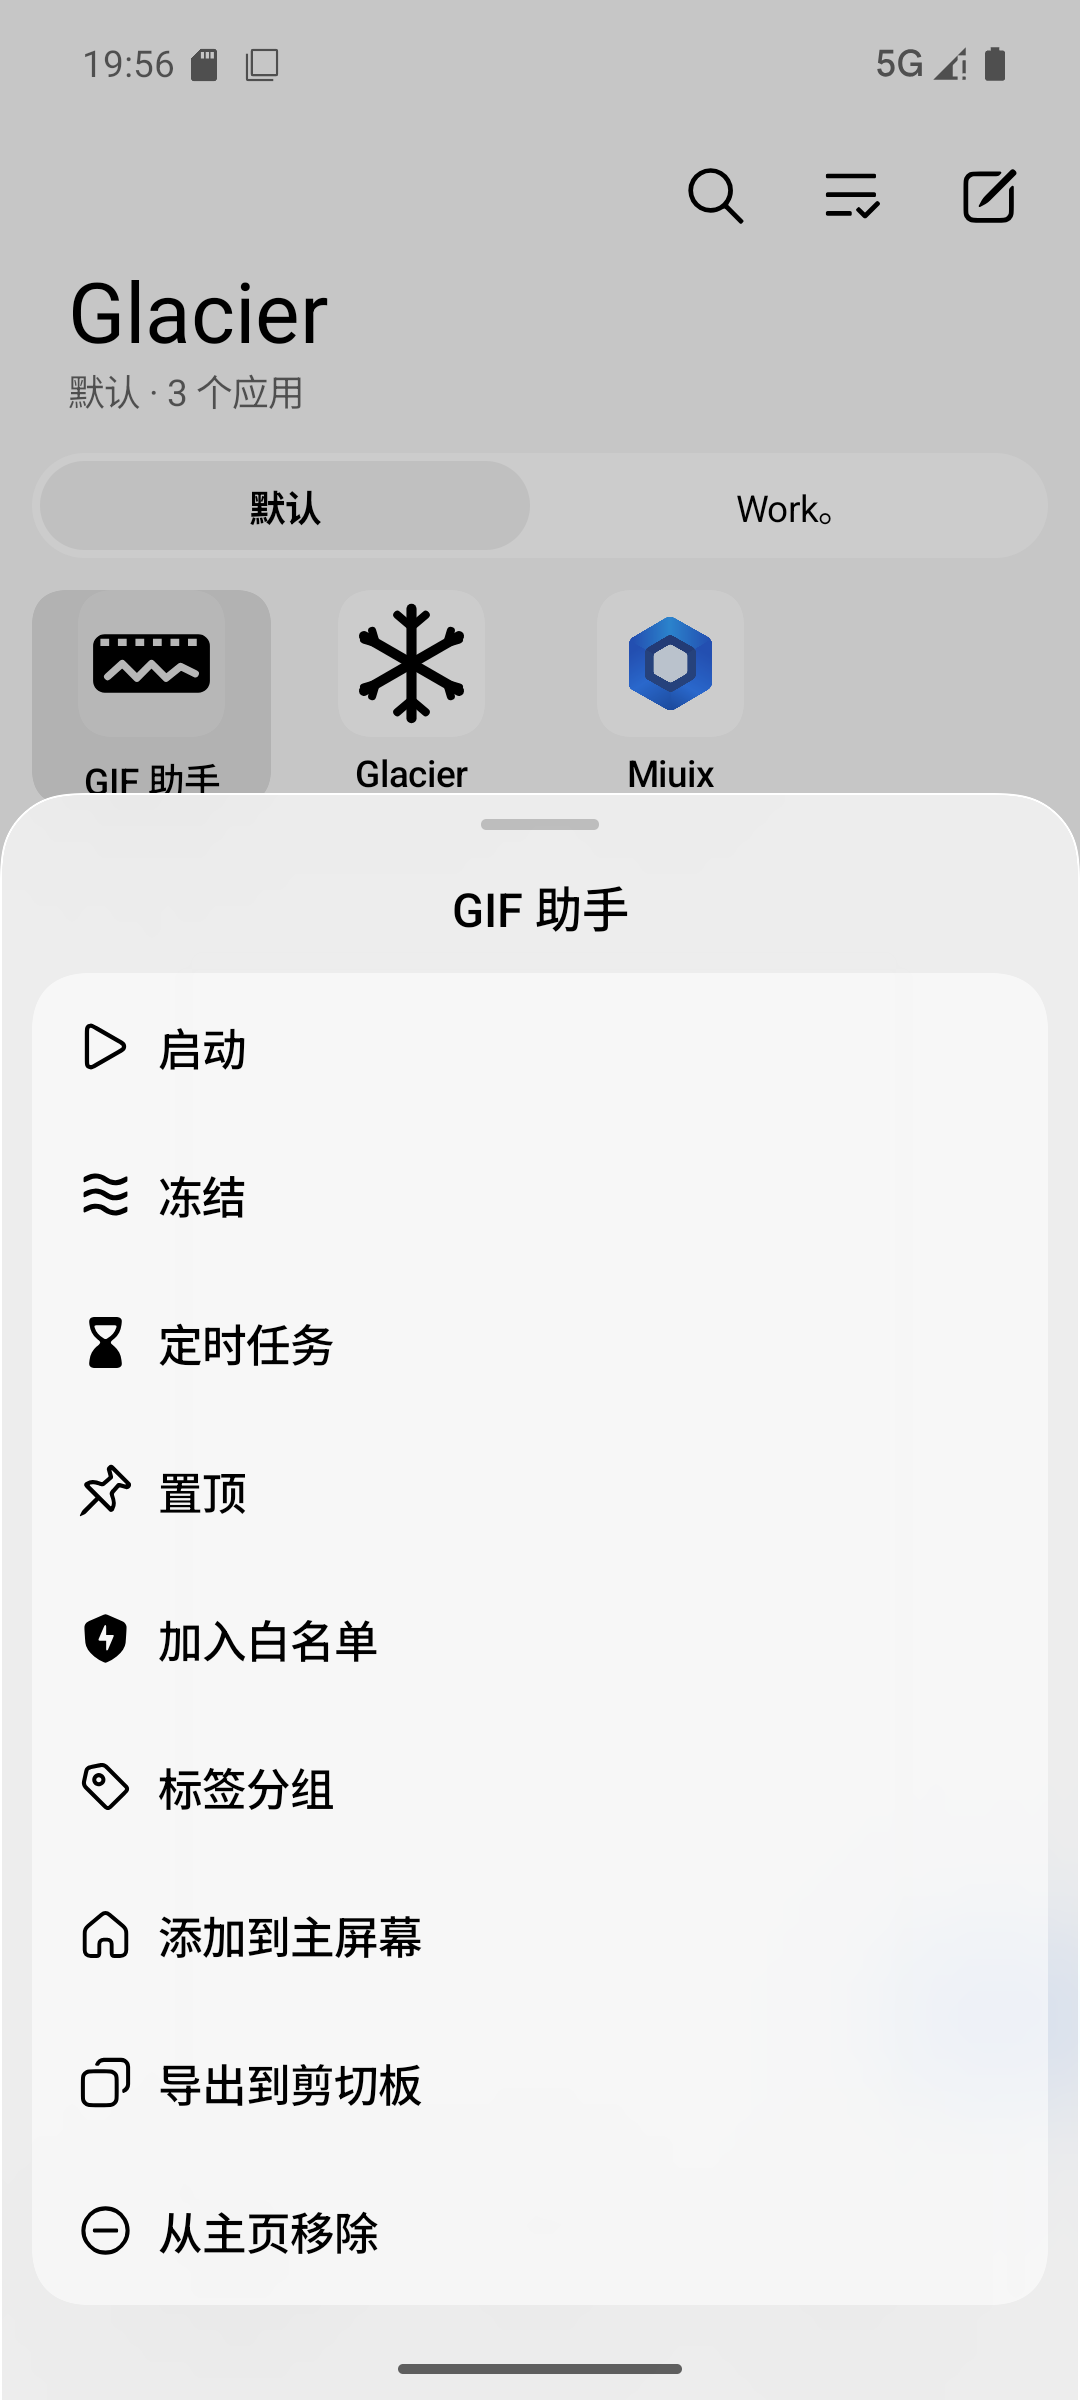 19:56
5G
Glacier
默认 · 3 个应用
默认
Work。
GIF 助手
Glacier
Miuix
GIF 助手
启动
冻结
定时任务
置顶
加入白名单
标签分组
添加到主屏幕
导出到剪切板
从主页移除